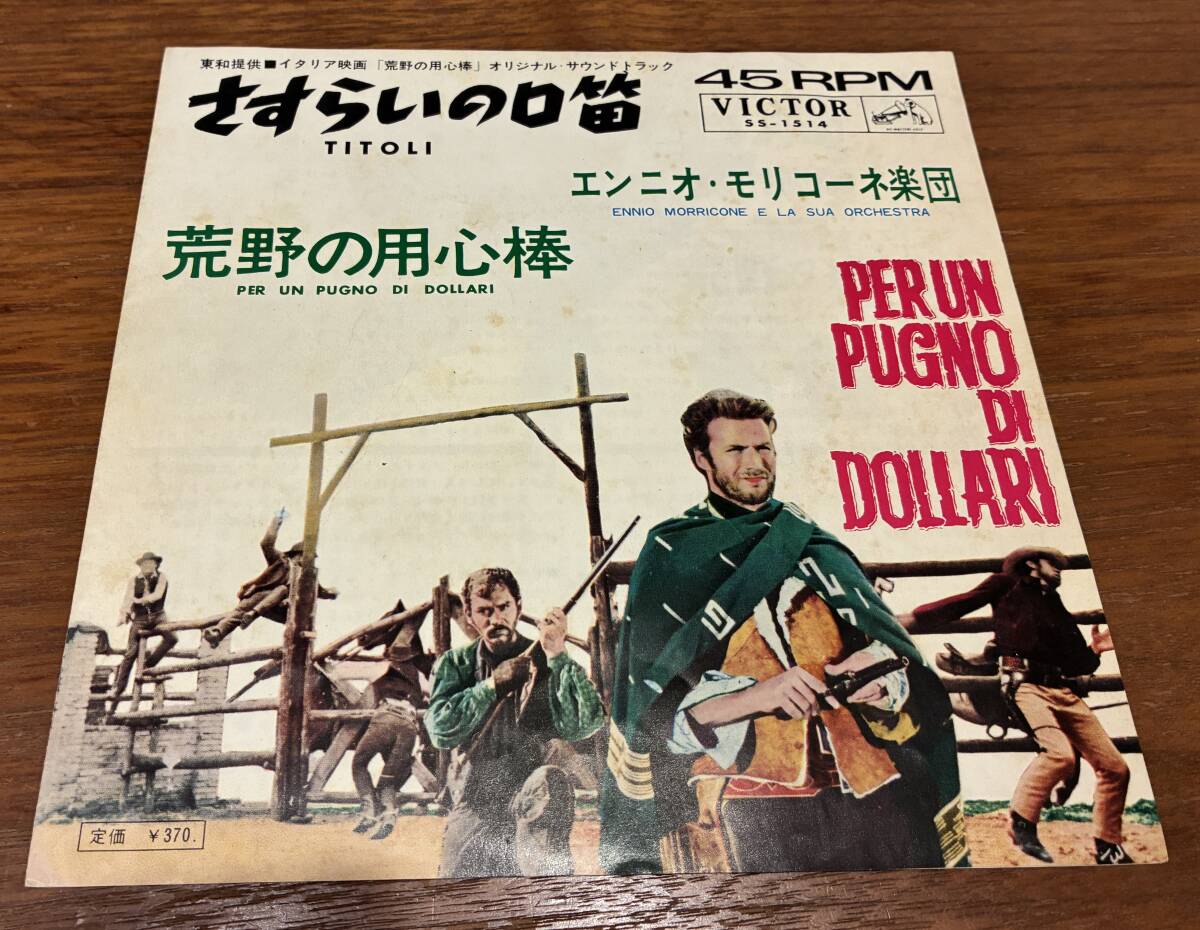 東和提供■イタリア映画「荒野の用心棒」オリジナル・サウンドトラック
さすらいの口笛
TITOLI
45 RPM
VICTOR
SS-1514
エンニオ・モリコーネ楽団
ENNIO MORRICONE E LA SUA ORCHESTRA
荒野の用心棒
PER UN PUGNO DI DOLLARI
PER UN
PUGNO
DI
DOLLARI
定価 ¥370.